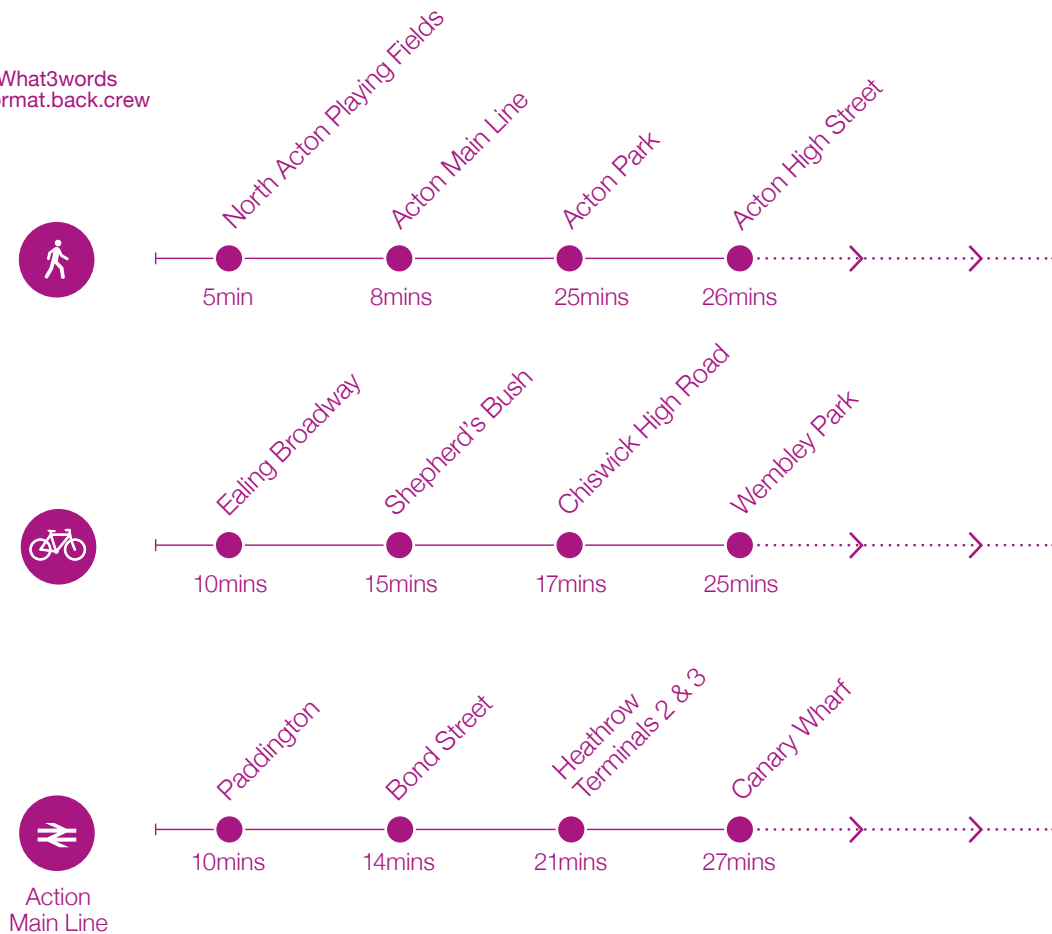 What3words
ormat.back.crew
North Acton Playing Fields
Acton Main Line
Acton Park
Acton High Street
5min
8mins
25mins
26mins
Ealing Broadway
Shepherd's Bush
Chiswick High Road
Wembley Park
10mins
15mins
17mins
25mins
Paddington
Bond Street
Heathrow
Terminals 2 & 3
Canary Wharf
10mins
14mins
21mins
27mins
Action
Main Line